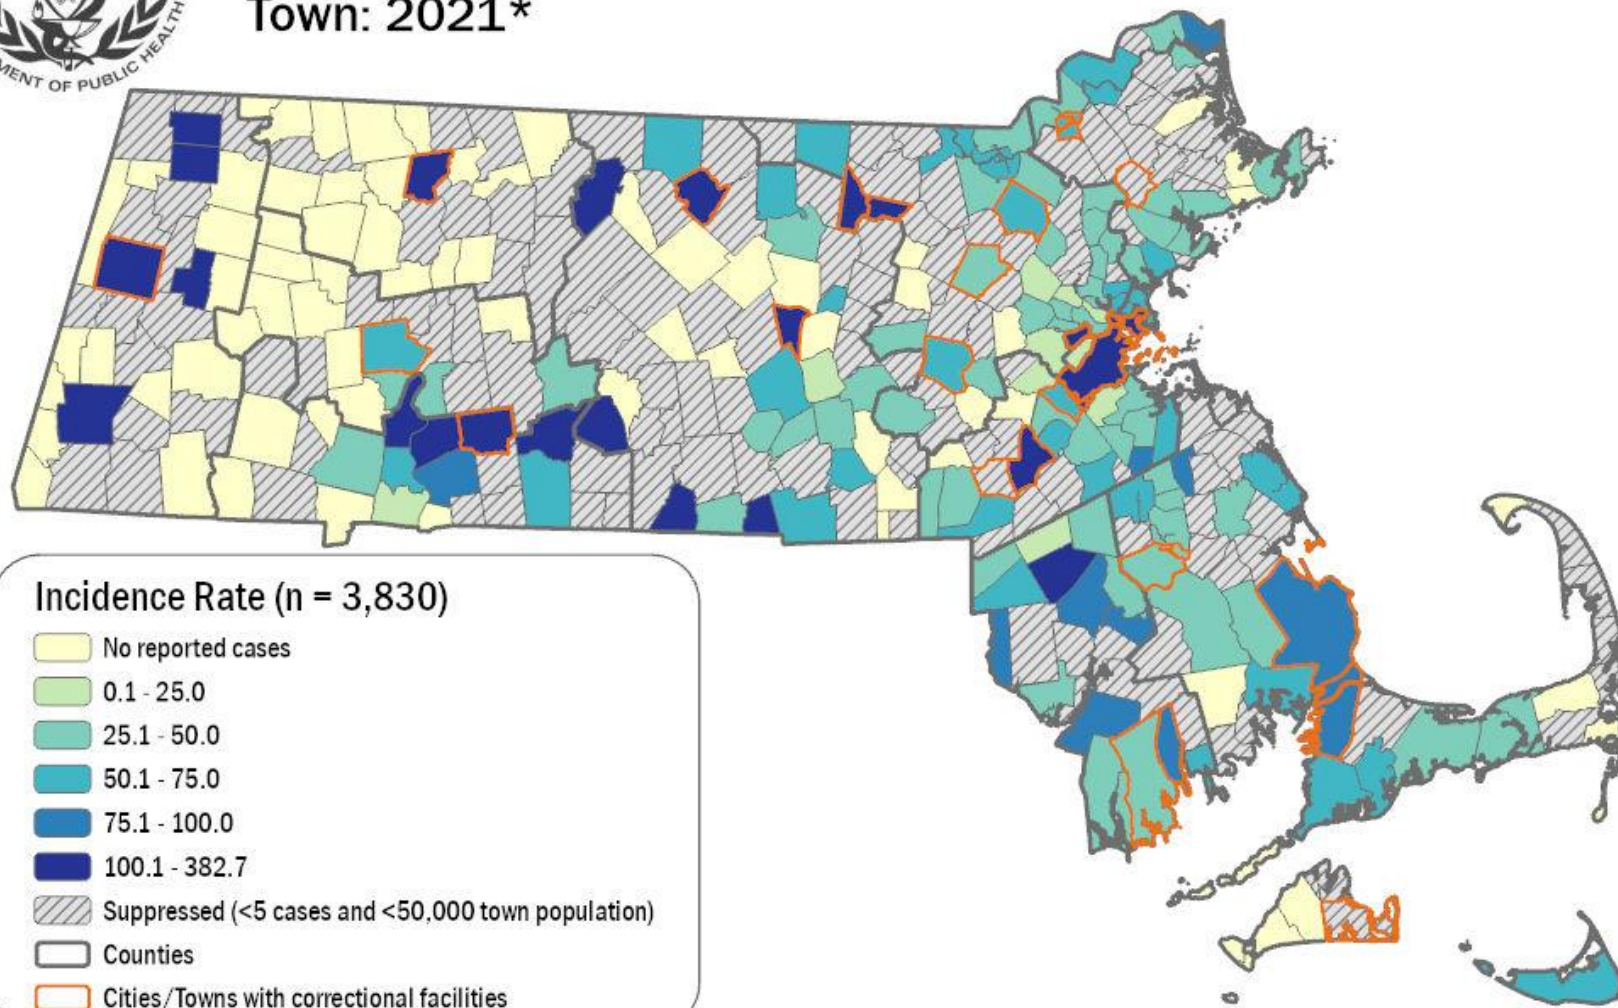 MENT OF PUBLIC HEALTH
Town: 2021*
Incidence Rate (n = 3,830)
No reported cases
0.1 - 25.0
25.1 - 50.0
50.1 - 75.0
75.1 - 100.0
100.1 - 382.7
Suppressed (<5 cases and <50,000 town population)
Counties
Cities/Towns with correctional facilities